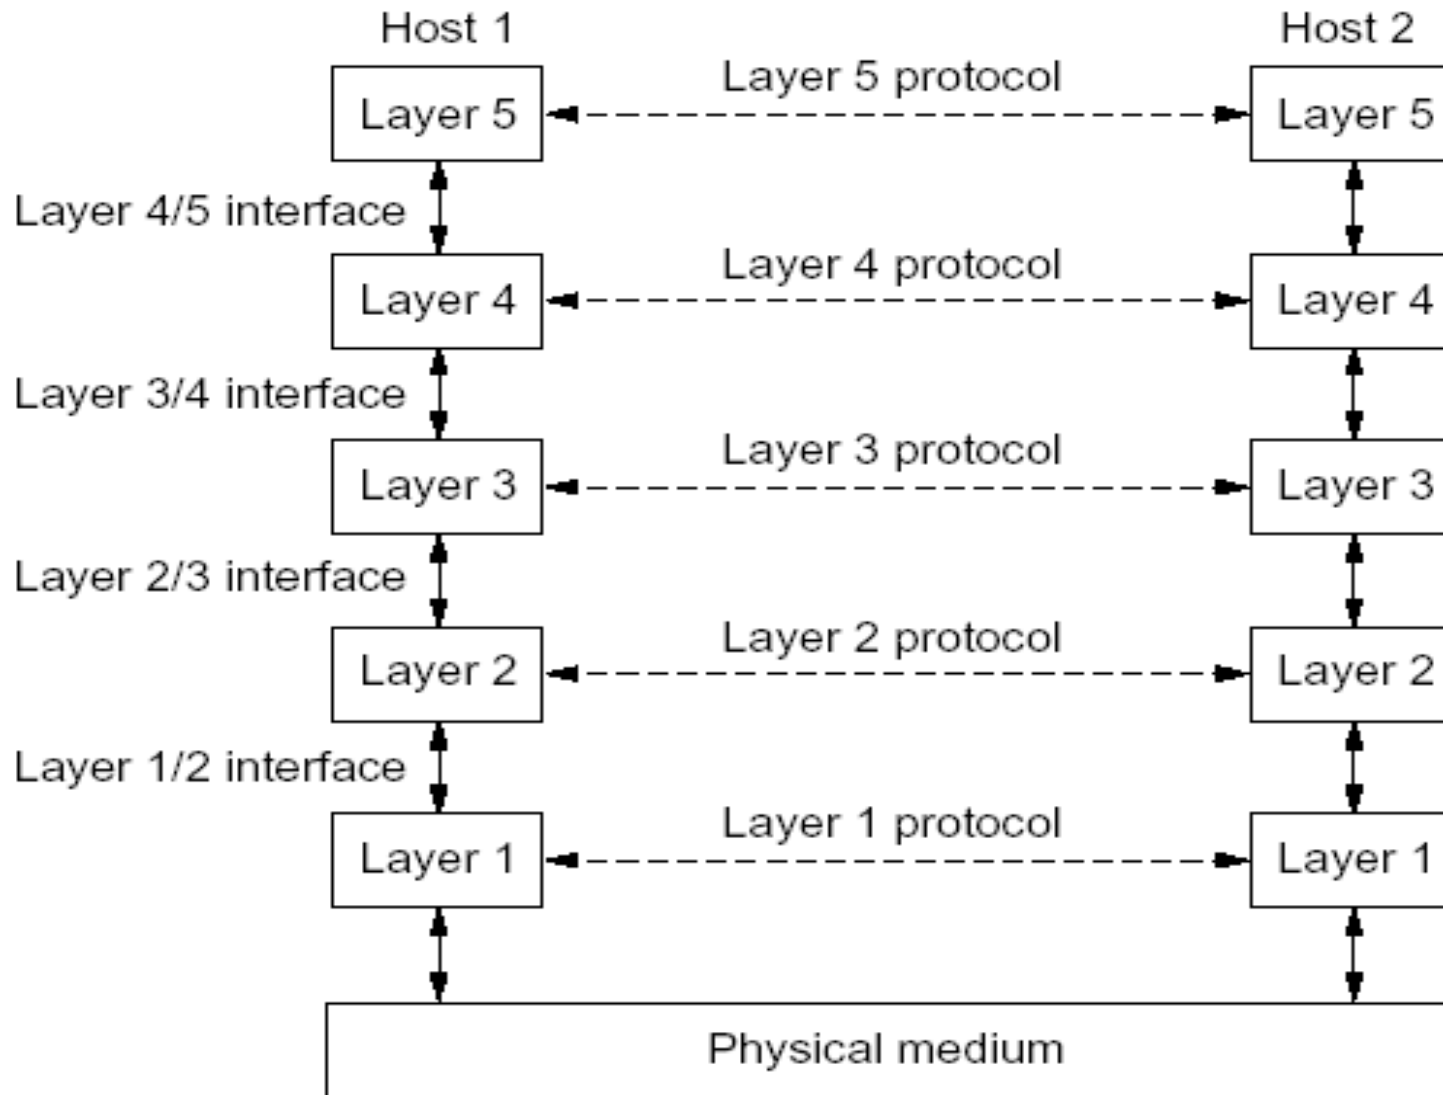 Host 1
Host 2
Layer 5 protocol
Layer 5
Layer 5
Layer 4/5 interface
Layer 4 protocol
Layer 4
Layer 4
Layer 3/4 interface
Layer 3 protocol
Layer 3
Layer 3
Layer 2/3 interface
Layer 2 protocol
Layer 2
Layer 2
Layer 1/2 interface
Layer 1 protocol
Layer 1
Layer 1
Physical medium